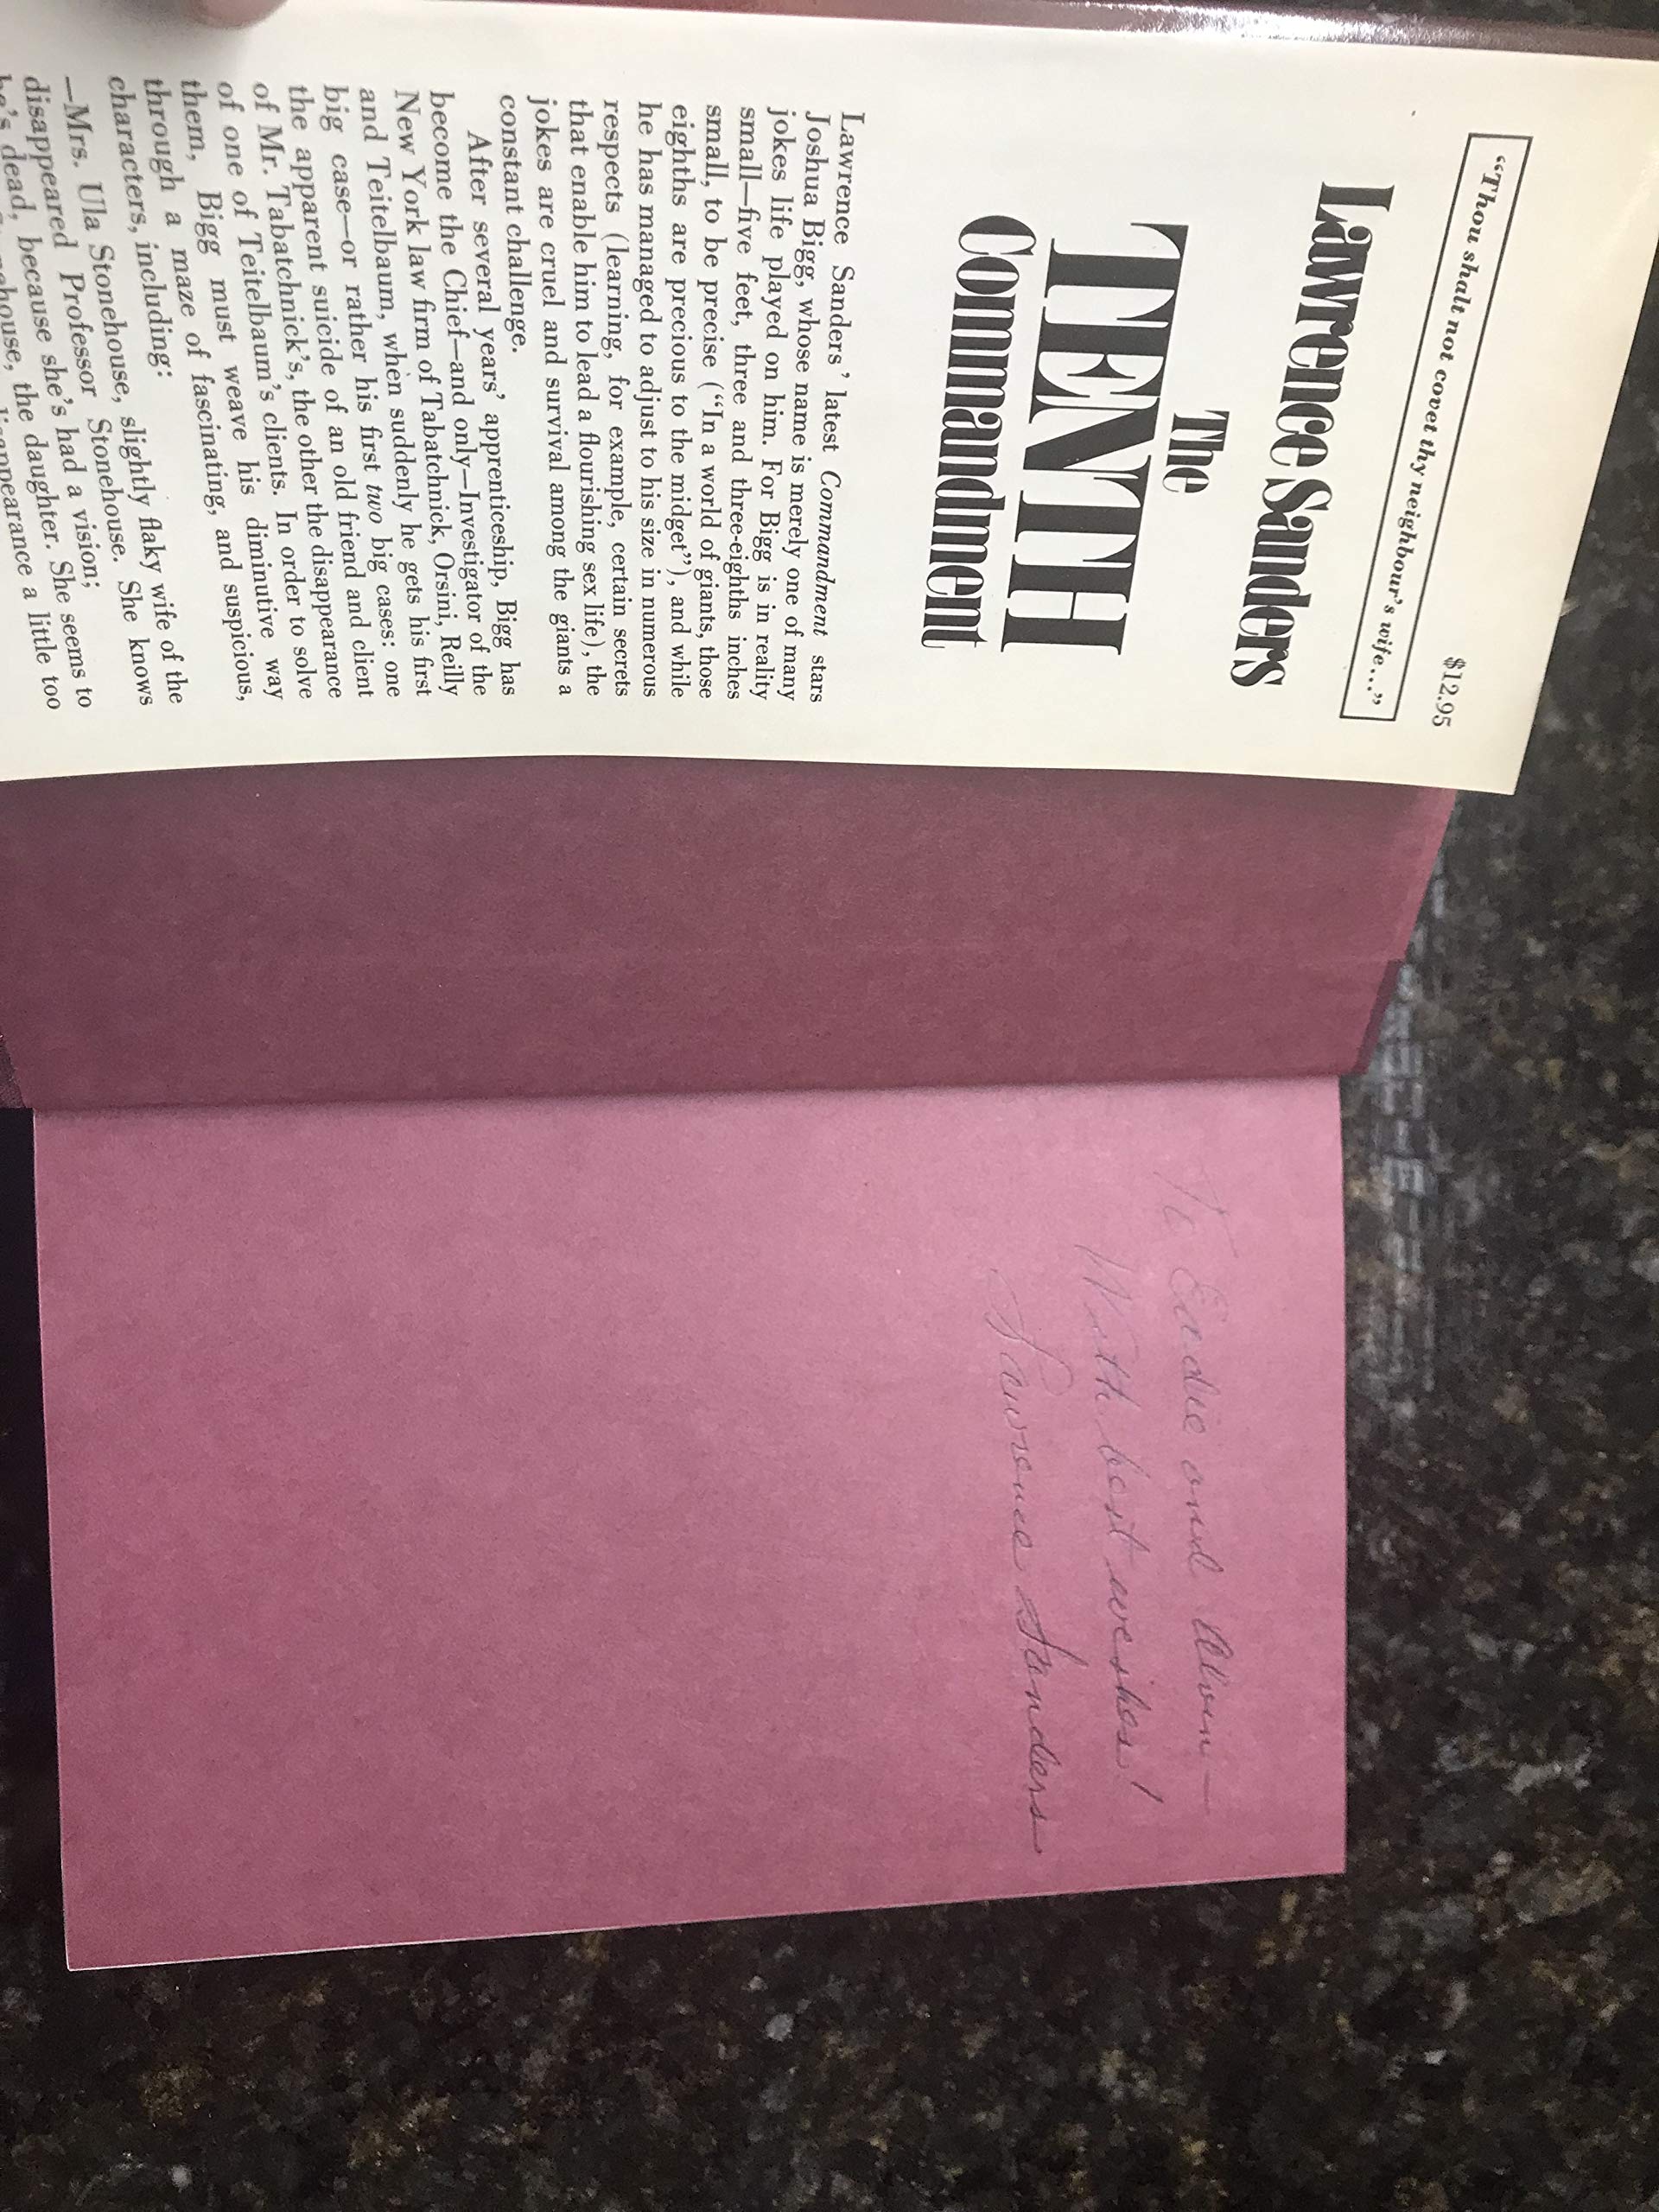 $12.95
“Thou shalt not covet thy neighbour's wife...”
Lawrence Sanders
The
TENTH
Commandment
Lawrence Sanders' latest Commandment stars
Joshua Bigg, whose name is merely one of many
jokes life played on him. For Bigg is in reality
small—five feet, three and three-eighths inches
small, to be precise (“In a world of giants, those
eighths are precious to the midget”), and while
he has managed to adjust to his size in numerous
respects (learning, for example, certain secrets
that enable him to lead a flourishing sex life), the
jokes are cruel and survival among the giants a
constant challenge.
After several years' apprenticeship, Bigg has
become the Chief—and only—Investigator of the
New York law firm of Tabatchnick, Orsini, Reilly
and Teitelbaum, when suddenly he gets his first
big case—or rather his first two big cases: one
the apparent suicide of an old friend and client
of Mr. Tabatchnick's, the other the disappearance
of one of Teitelbaum's clients. In order to solve
them, Bigg must weave his diminutive way
through a maze of fascinating, and suspicious,
characters, including:
—Mrs. Ula Stonehouse, slightly flaky wife of the
disappeared Professor Stonehouse. She knows
he's dead, because she's had a vision;
the daughter. She seems to
disappearance a little too
To Eadie and Alvin—
With best wishes!
Lawrence Sanders